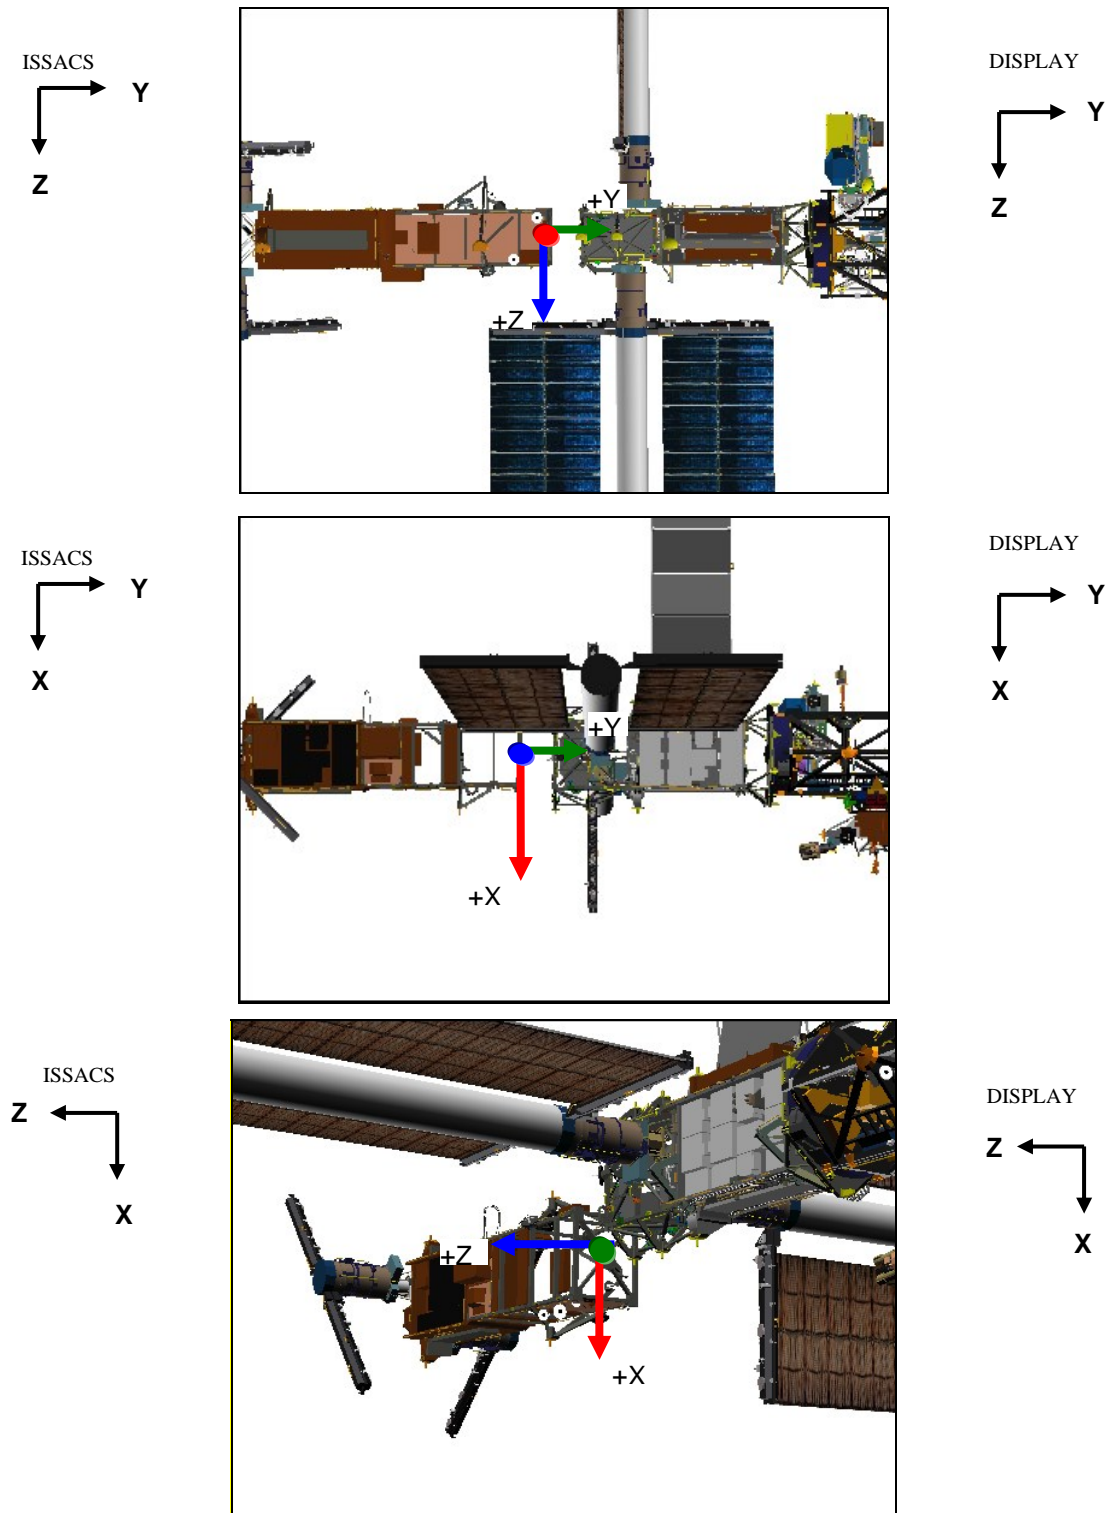 ISSACS
Y
Z
DISPLAY
Y
Z
+Y
+Z
ISSACS
Y
X
DISPLAY
Y
X
+Y
+X
ISSACS
Z
X
DISPLAY
Z
X
+Z
+X